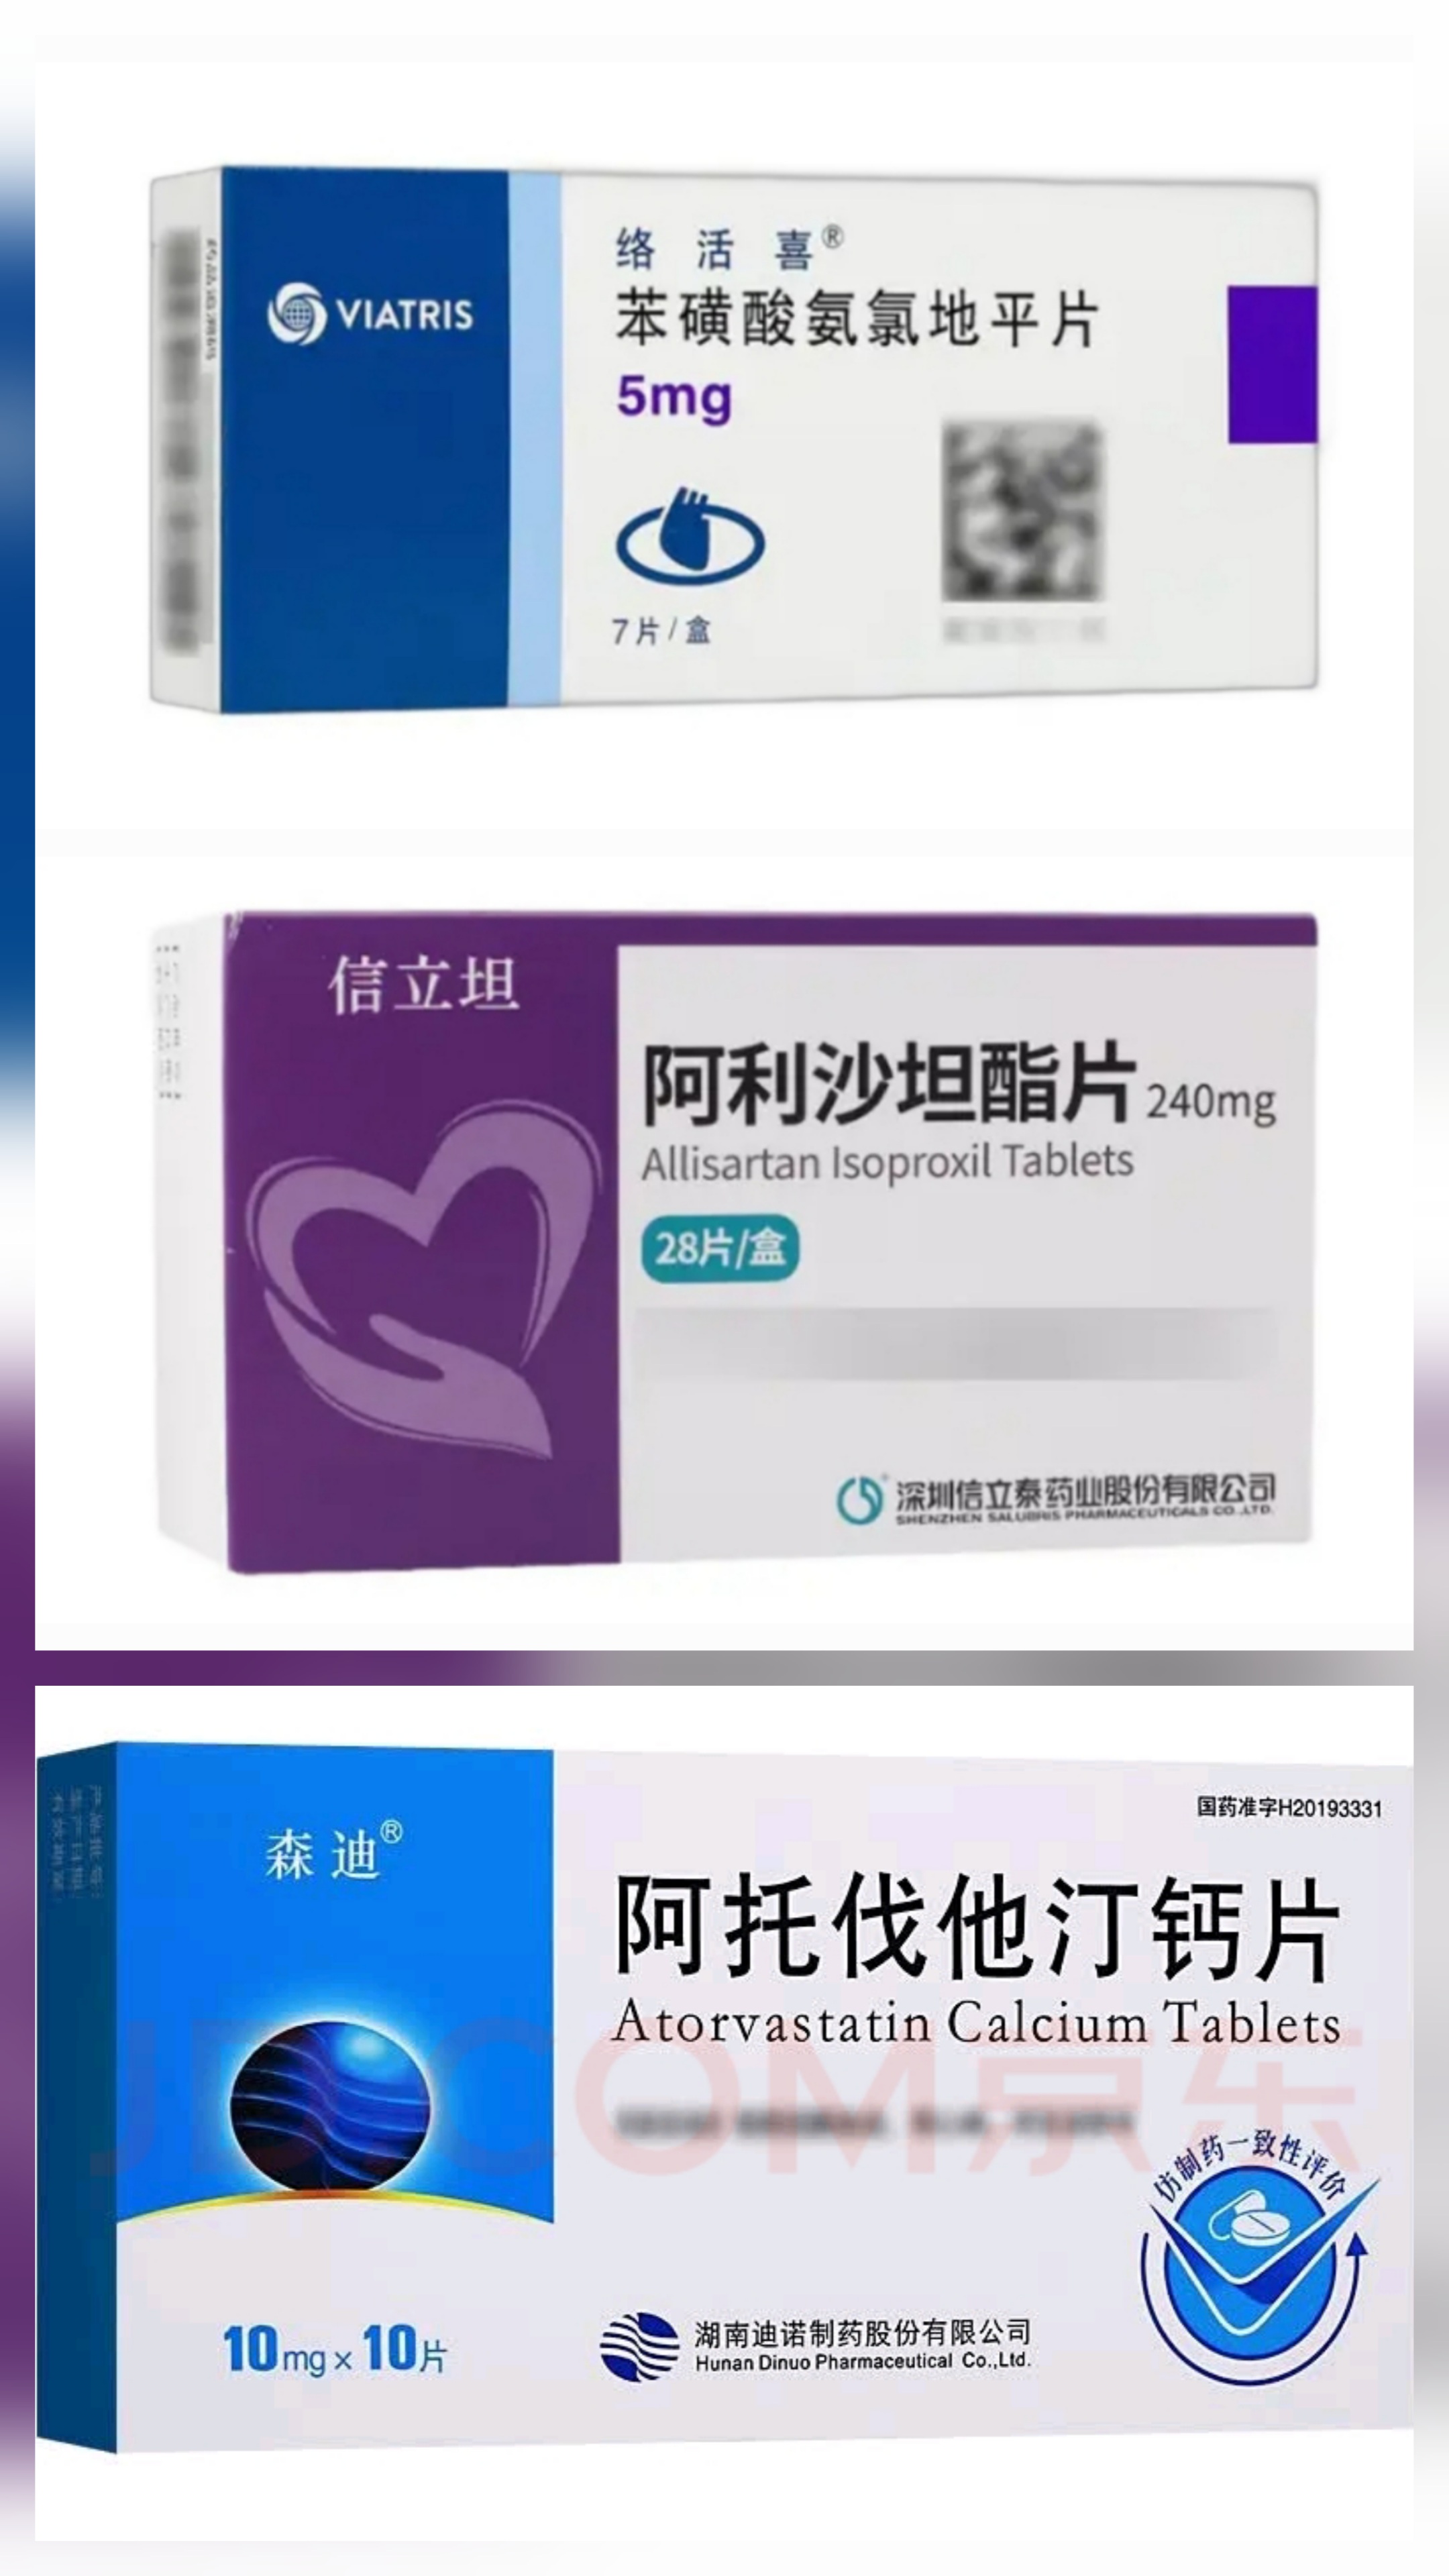 VIATRIS
络活喜®
苯磺酸氨氯地平片
5mg
7片/盒
信立坦
阿利沙坦酯片 240mg
Allisartan Isoproxil Tablets
28片/盒
深圳信立泰药业股份有限公司
SHENZHEN SALUBRIS PHARMACEUTICALS CO.,LTD.
国药准字H20193331
森迪®
阿托伐他汀钙片
Atorvastatin Calcium Tablets
JD.COM京东
仿制药一致性评价
10mg×10片
湖南迪诺制药股份有限公司
Hunan Dinuo Pharmaceutical Co.,Ltd.